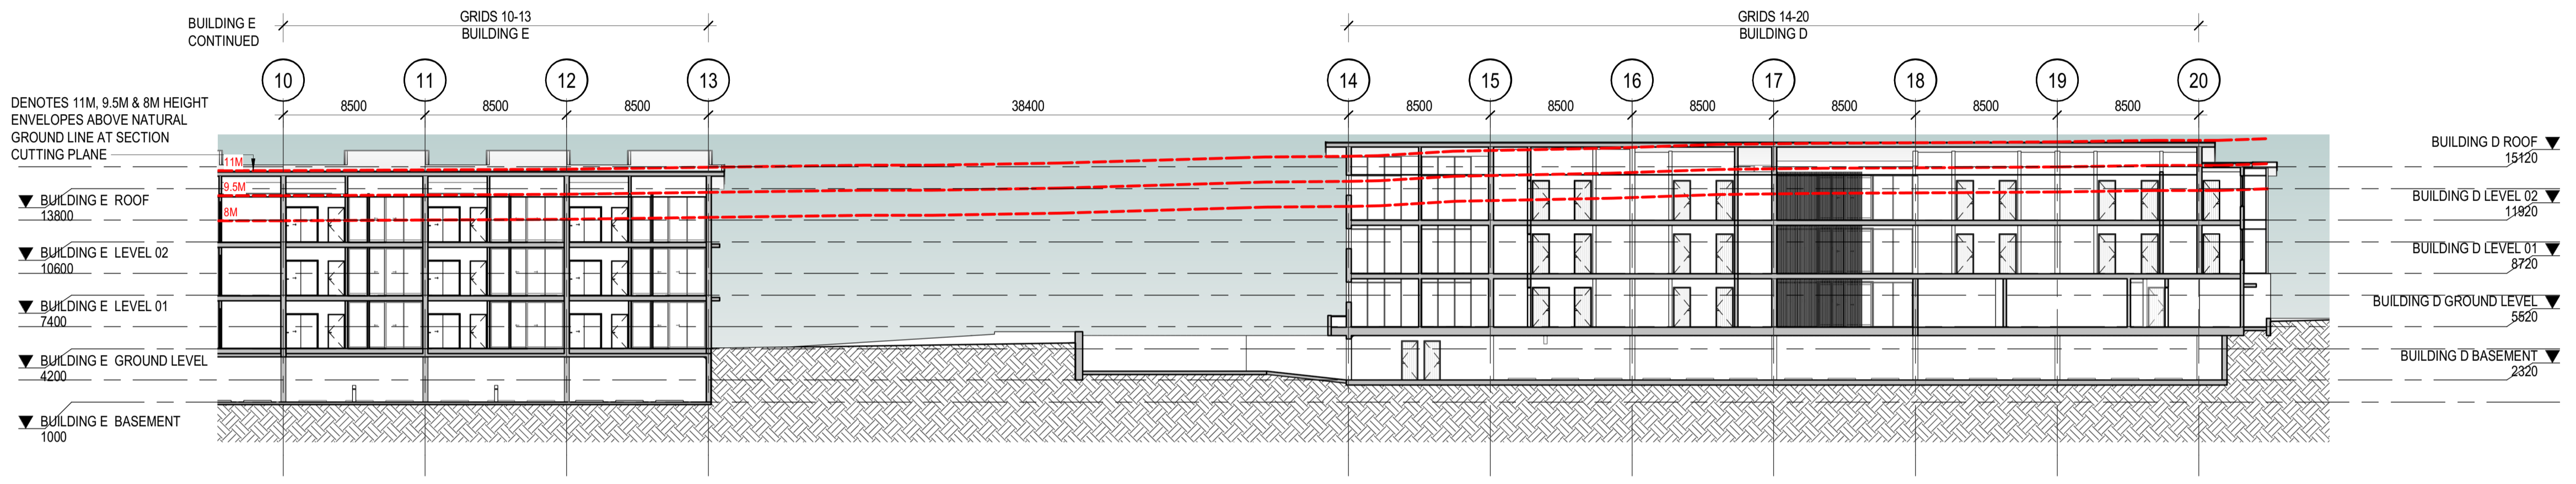 BUILDING E
CONTINUED
GRIDS 10-13
BUILDING E
GRIDS 14-20
BUILDING D
10
11
12
13
14
15
16
17
18
19
20
8500
8500
8500
38400
8500
8500
8500
8500
8500
8500
DENOTES 11M, 9.5M & 8M HEIGHT
ENVELOPES ABOVE NATURAL
GROUND LINE AT SECTION
CUTTING PLANE
11M
9.5M
8M
BUILDING E ROOF
13800
BUILDING E LEVEL 02
10600
BUILDING E LEVEL 01
7400
BUILDING E GROUND LEVEL
4200
BUILDING E BASEMENT
1000
BUILDING D ROOF
15120
BUILDING D LEVEL 02
11920
BUILDING D LEVEL 01
8720
BUILDING D GROUND LEVEL
5520
BUILDING D BASEMENT
2320